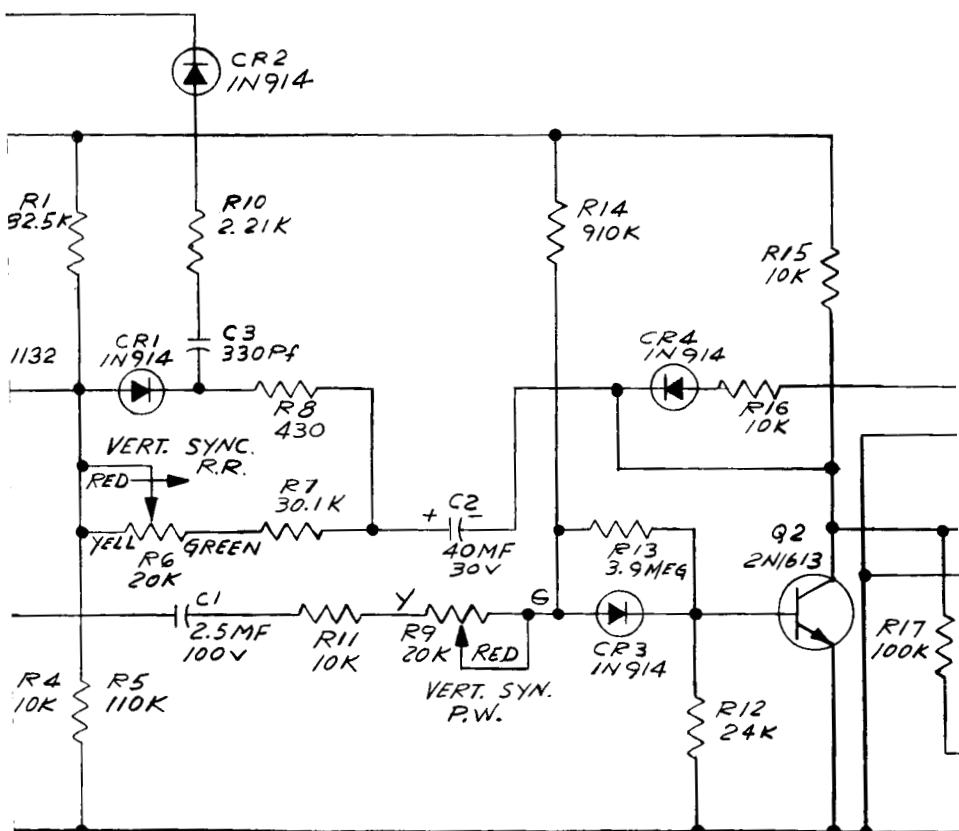 CR2
1N914
R1
32.5K
R10
2.21K
R14
910K
R15
10K
1132
CR1
1N914
C3
330Pf
CR4
1N914
R8
430
R16
10K
VERT. SYNC.
R.R.
RED
R7
30.1K
+ C2 -
40MF
30V
YELL
R6
20K
GREEN
R13
3.9MEG
Q2
2N1613
C1
2.5MF
100V
R11
10K
Y
R9
20K
RED
G
CR3
1N914
R17
100K
VERT. SYN.
P.W.
R4
10K
R5
110K
R12
24K